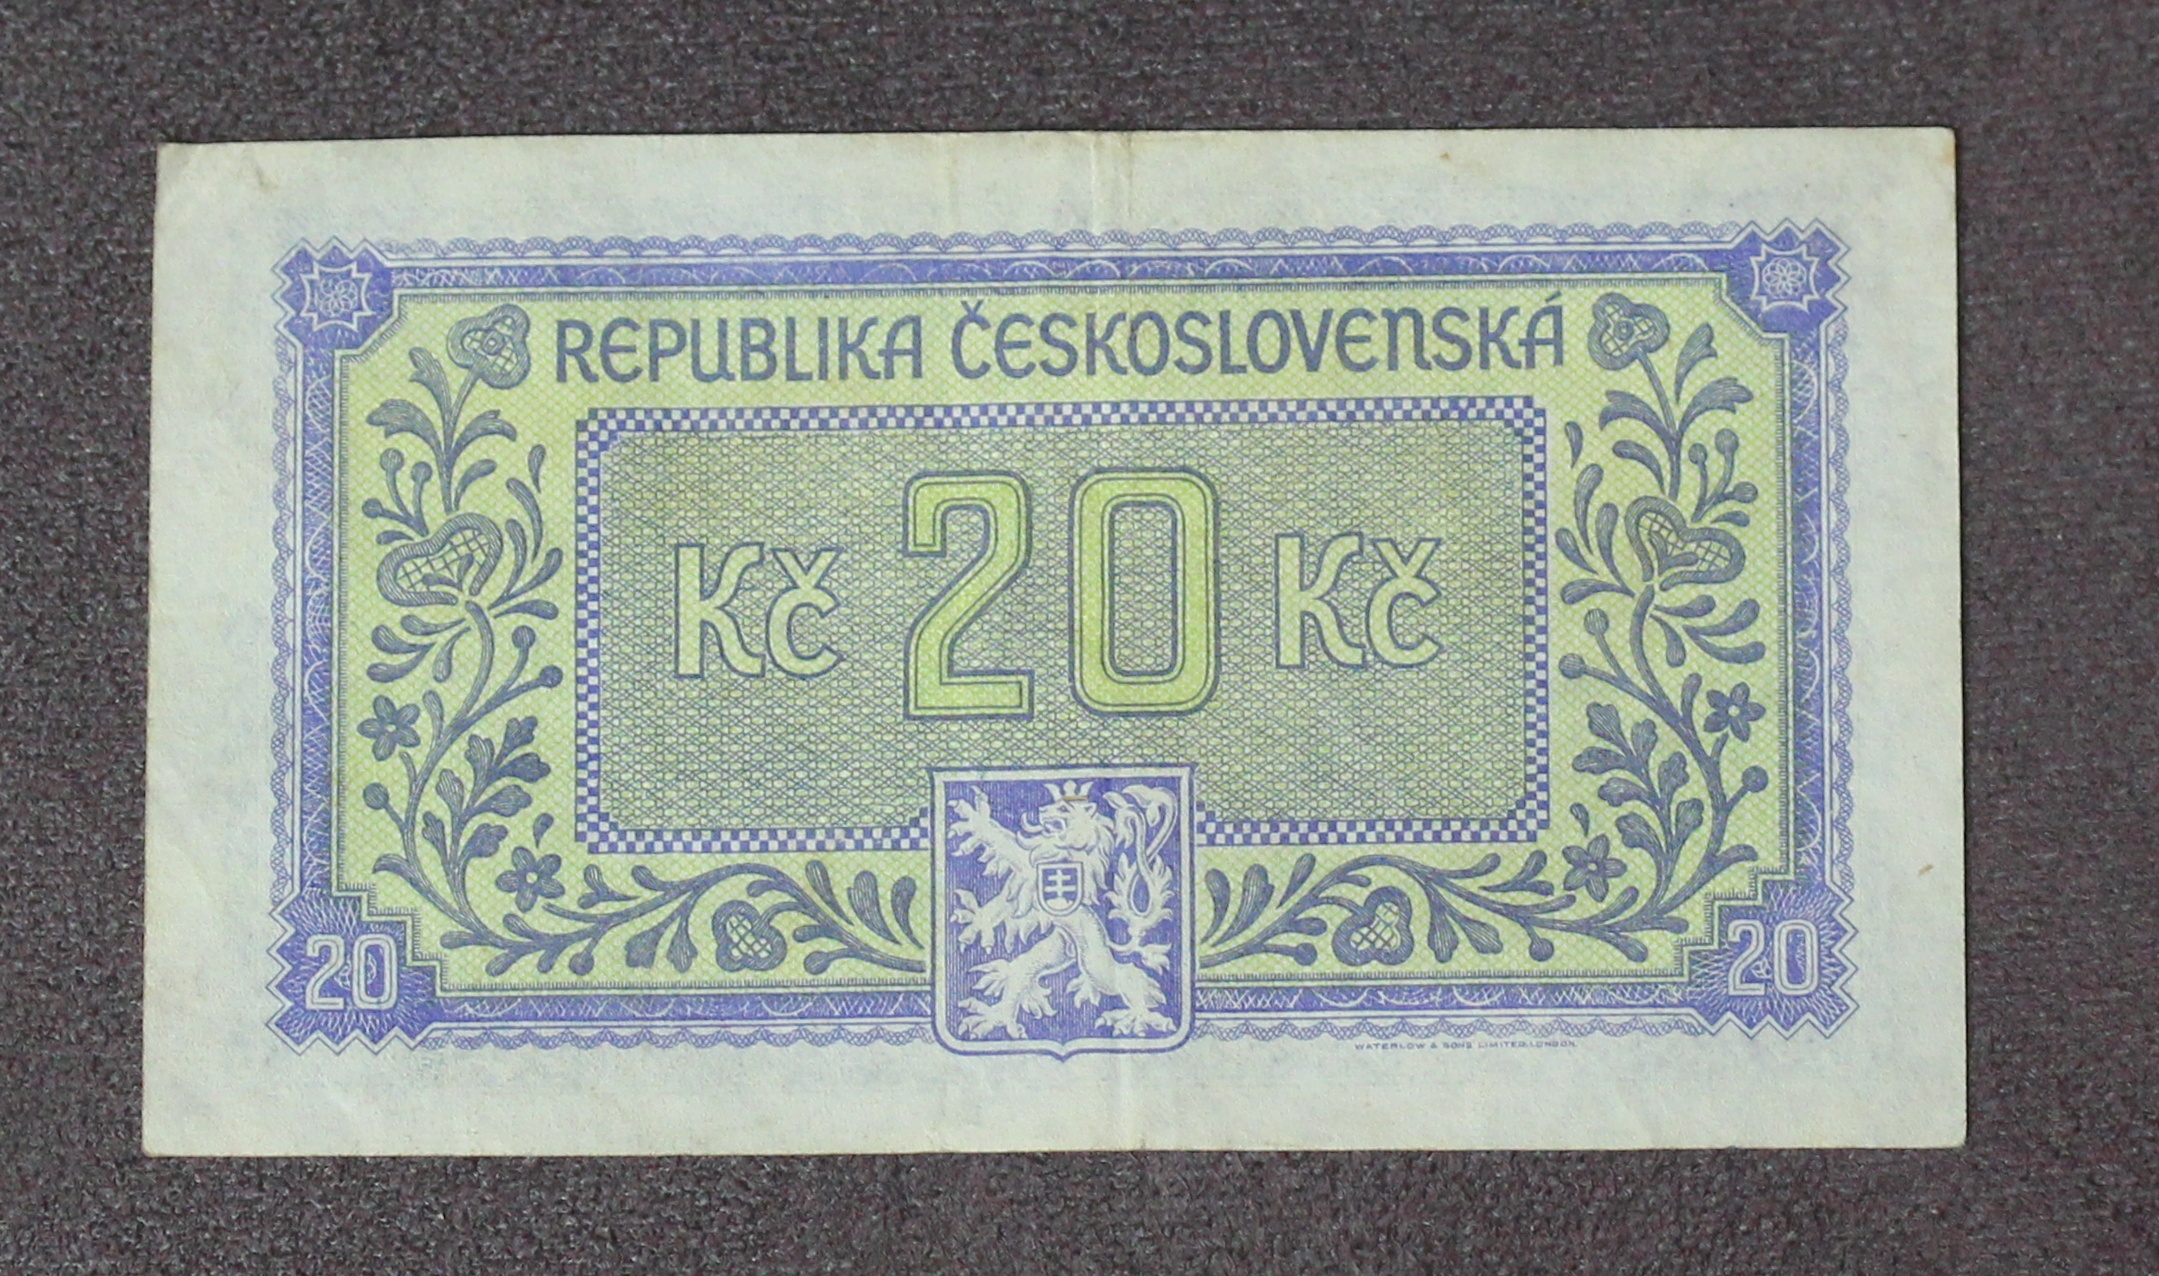 REPUBLIKA ČESKOSLOVENSKÁ
Kč 20 Kč
20 20
WATERLOW & SONS LIMITED. LONDON.